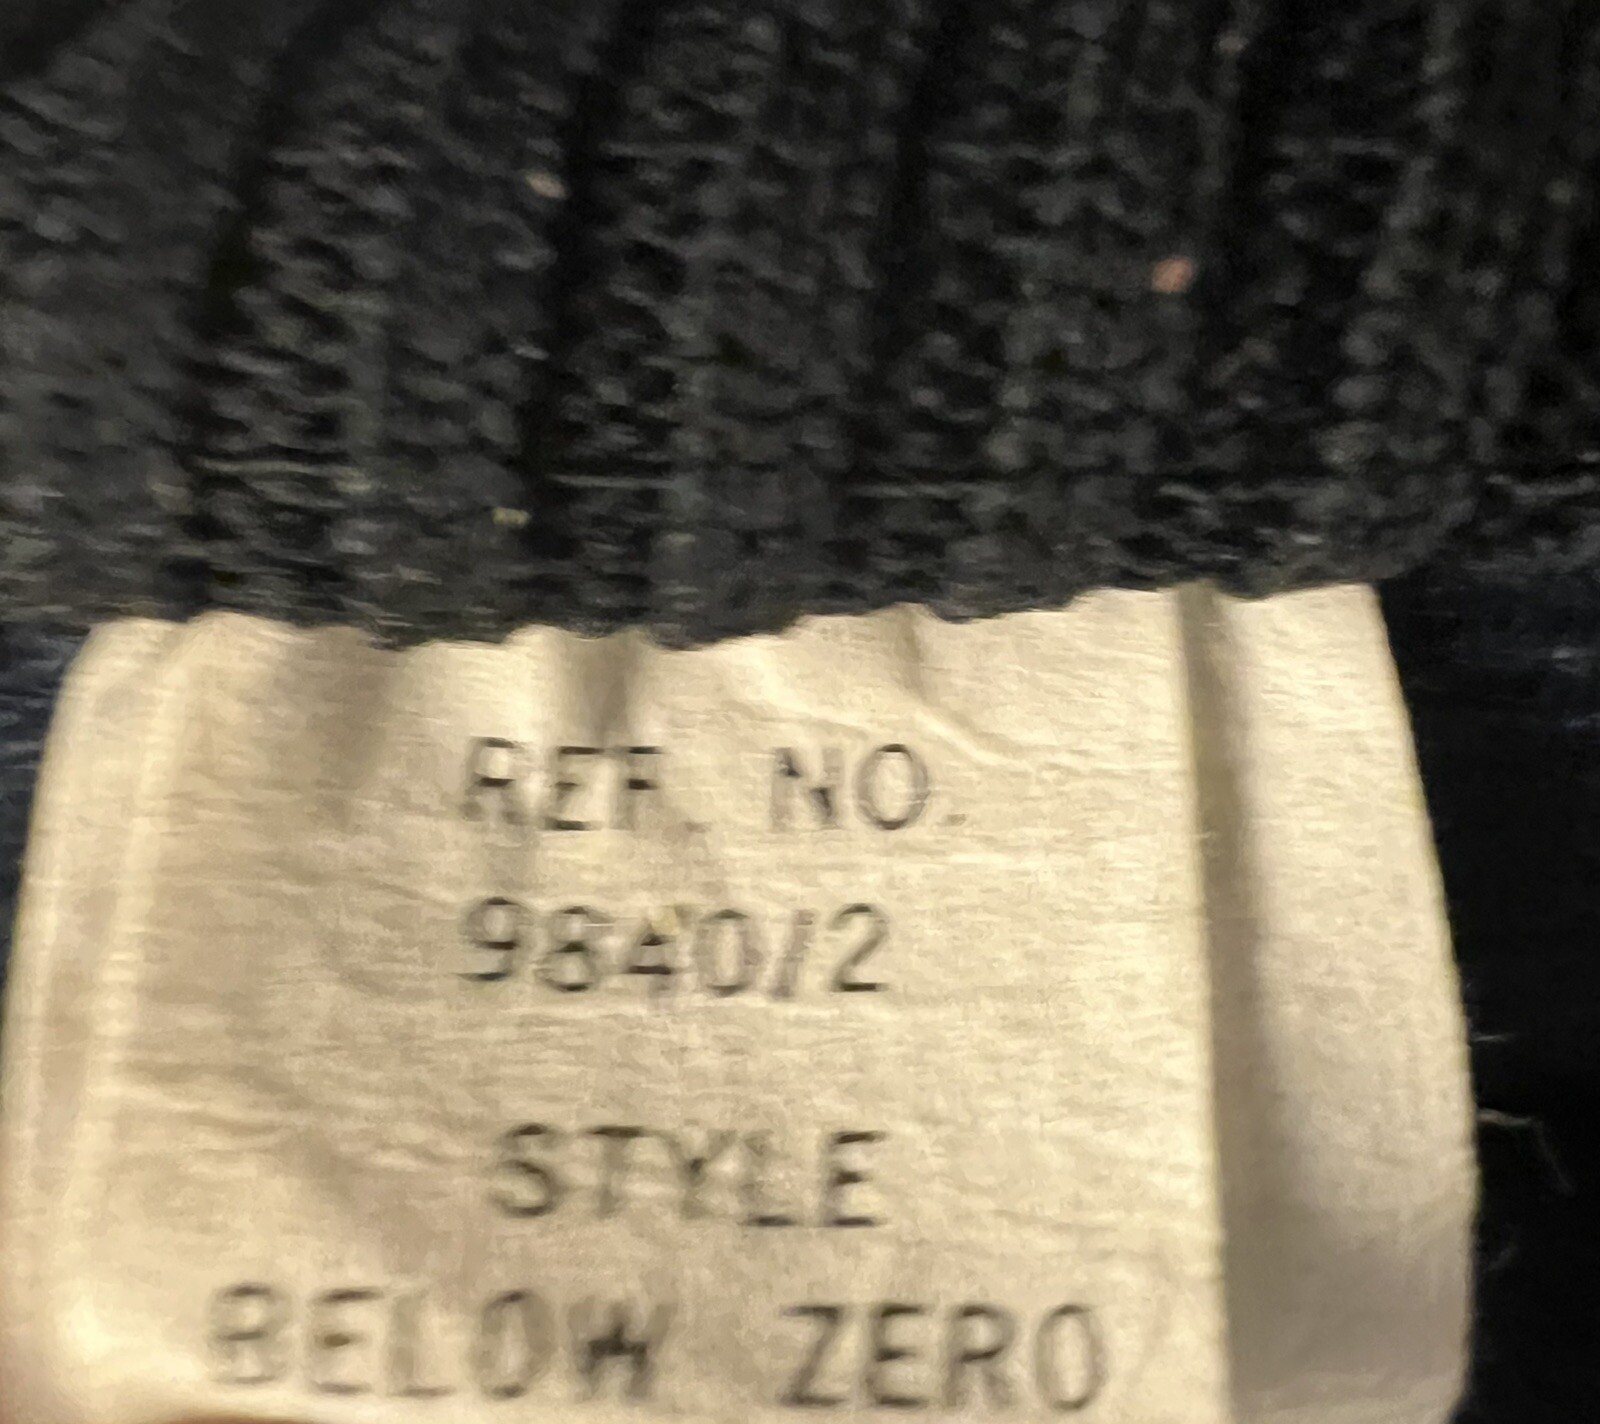 REF. NO.
9840/2
STYLE
BELOW ZERO